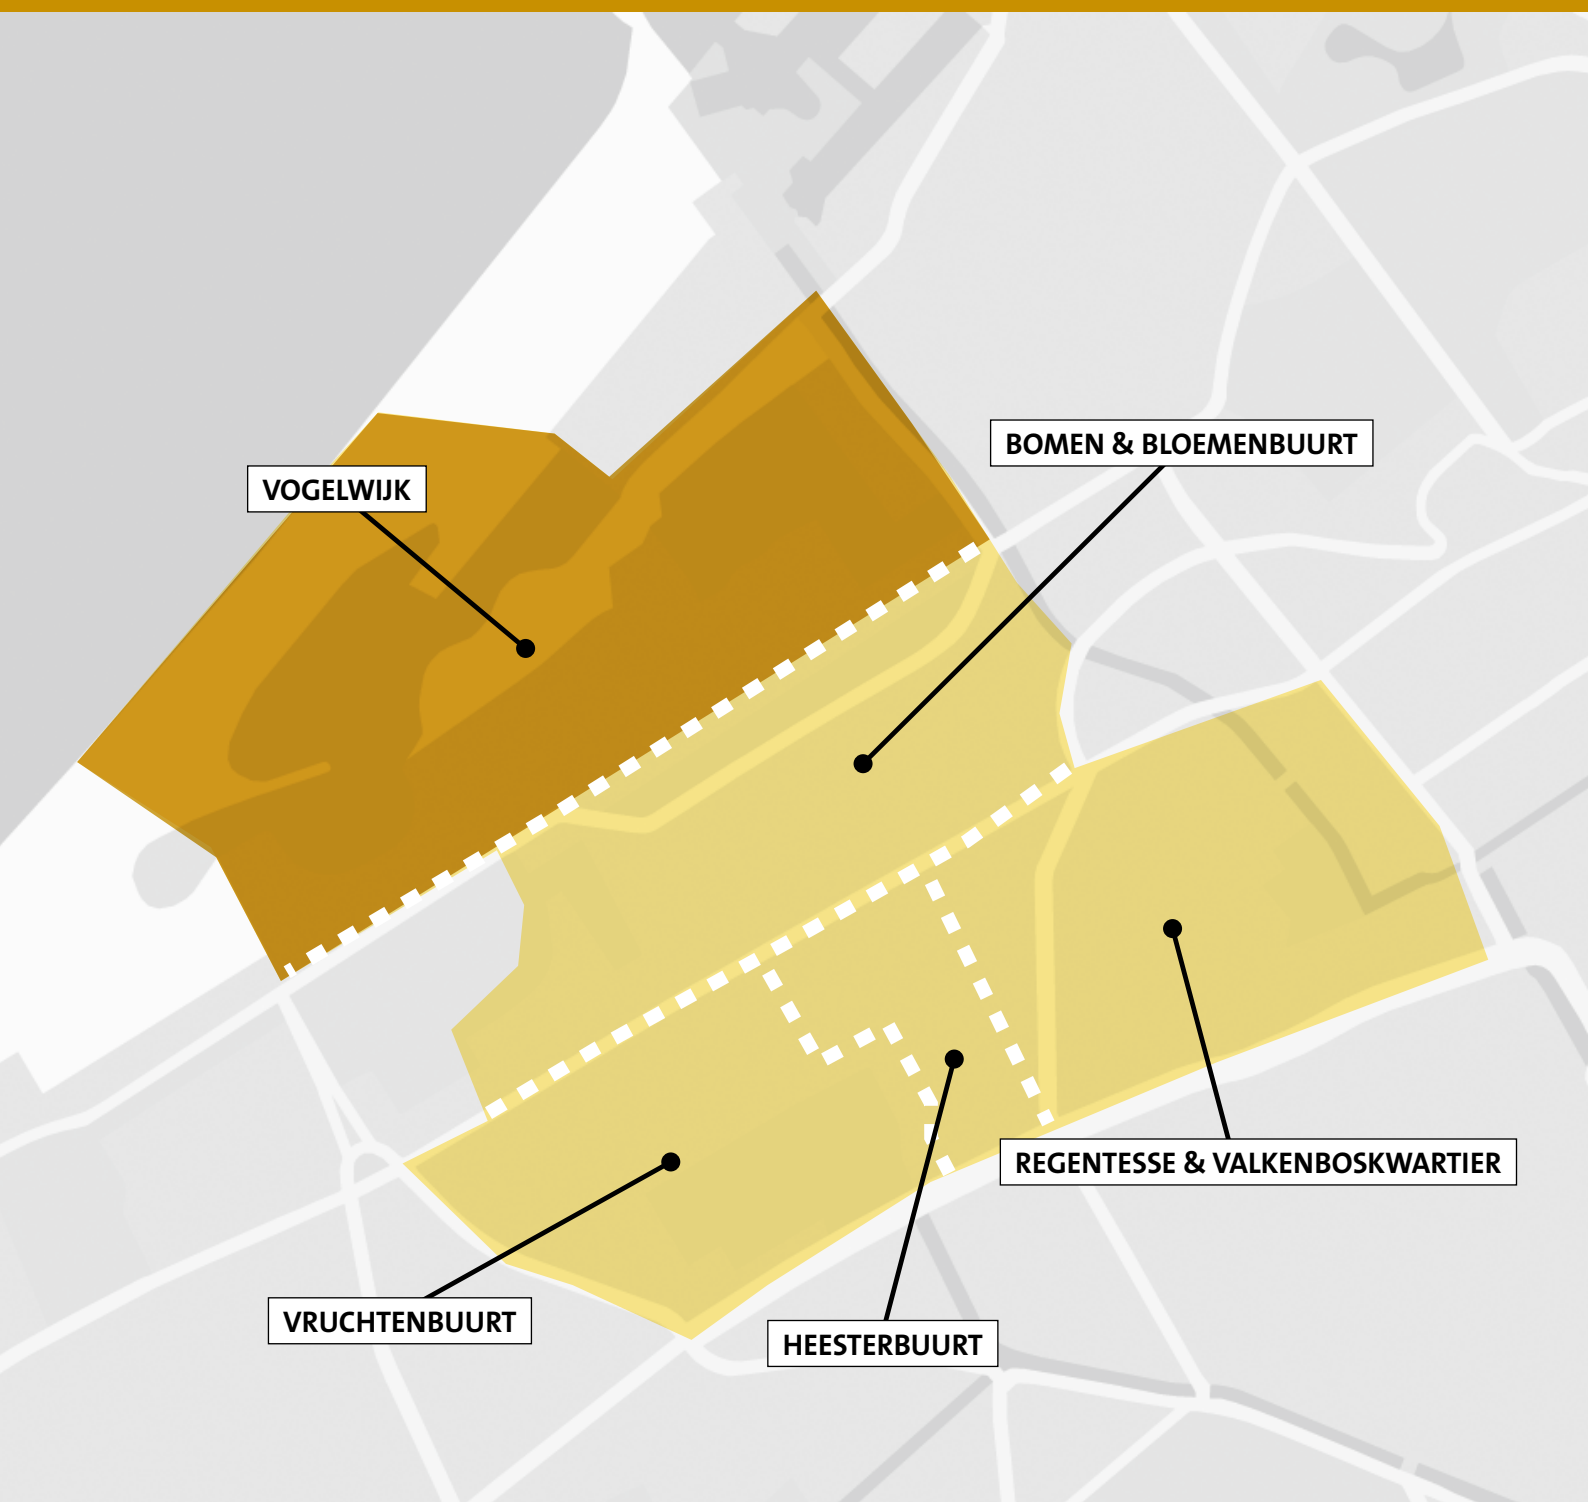 BOMEN & BLOEMENBUURT
VOGELWIJK
REGENTESSE & VALKENBOSKWARTIER
VRUCHTENBUURT
HEESTERBUURT